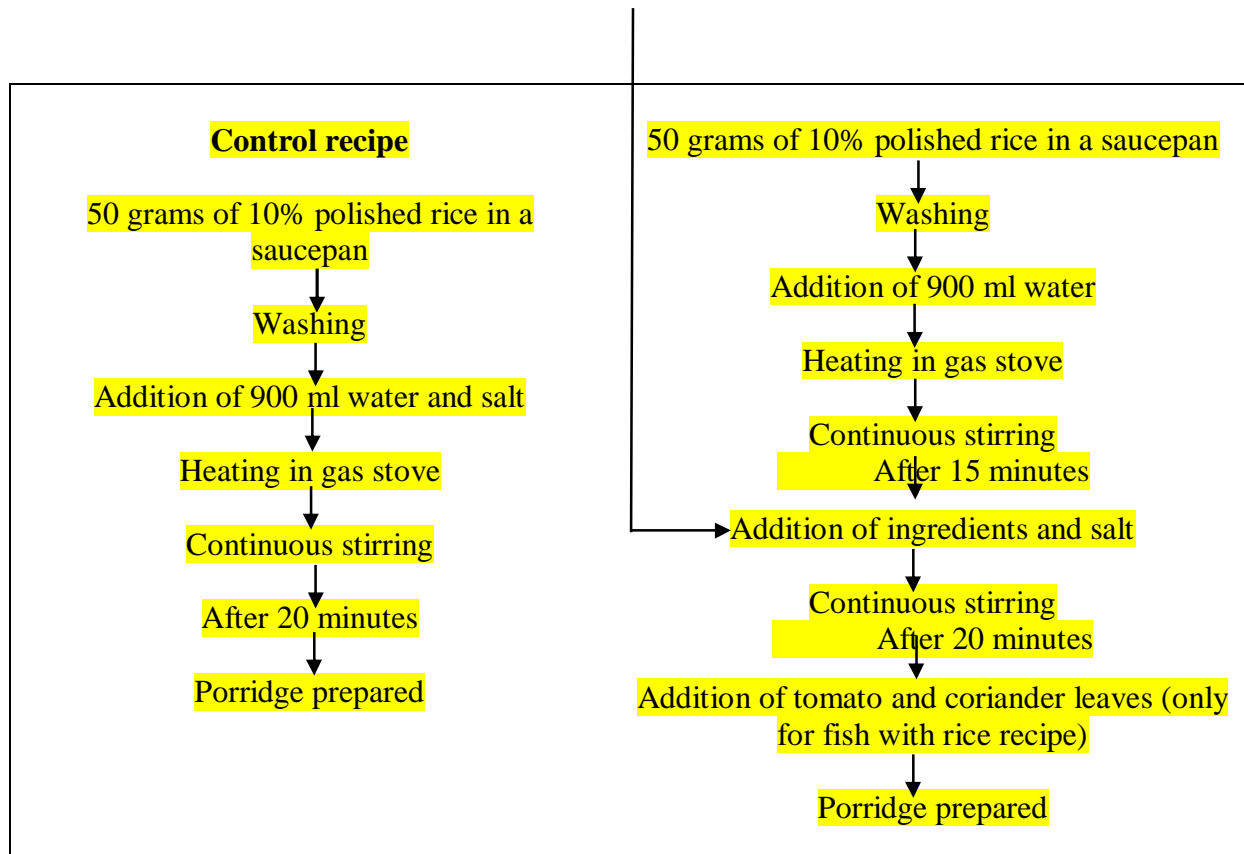 Control recipe
50 grams of 10% polished rice in a
saucepan
Washing
Addition of 900 ml water and salt
Heating in gas stove
Continuous stirring
After 20 minutes
Porridge prepared
50 grams of 10% polished rice in a saucepan
Washing
Addition of 900 ml water
Heating in gas stove
Continuous stirring
After 15 minutes
Addition of ingredients and salt
Continuous stirring
After 20 minutes
Addition of tomato and coriander leaves (only
for fish with rice recipe)
Porridge prepared